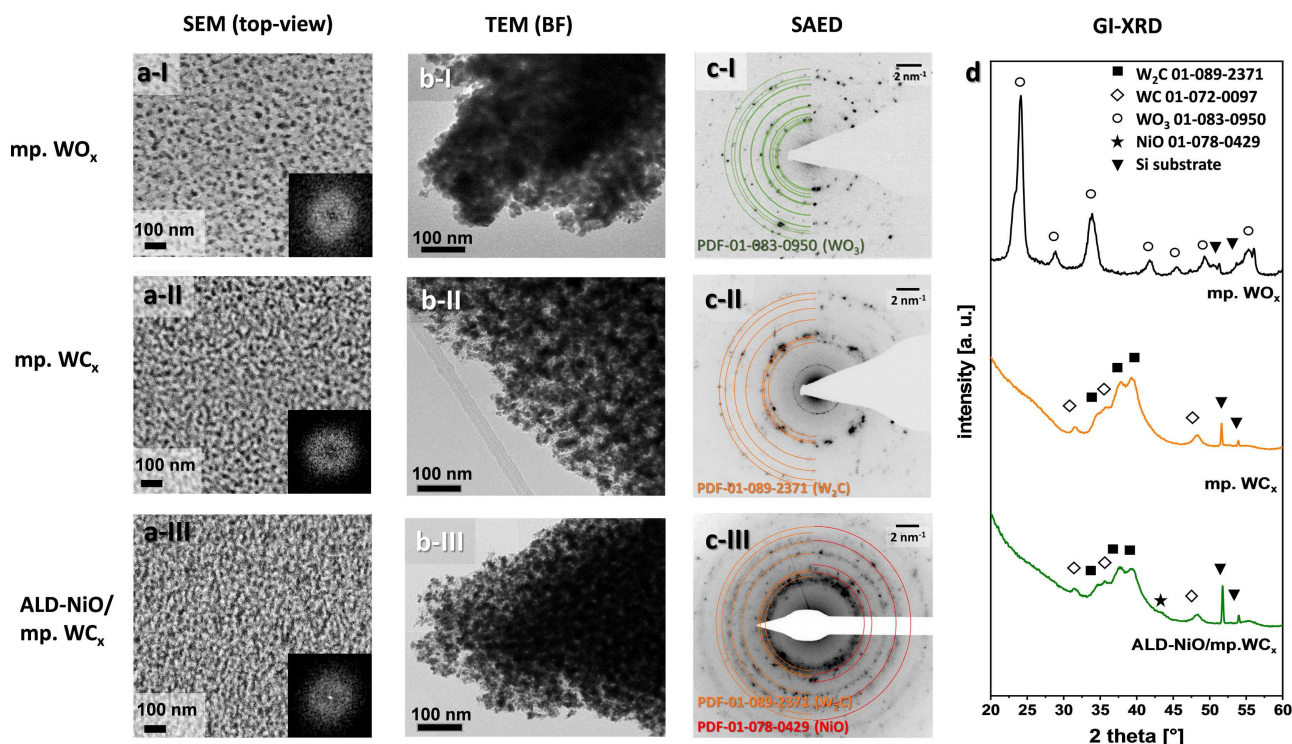 SEM (top-view)
TEM (BF)
SAED
GI-XRD
mp. WOₓ
a-I
100 nm
b-I
100 nm
c-I
2 nm⁻¹
PDF-01-083-0950 (WO₃)
mp. WCₓ
a-II
100 nm
b-II
100 nm
c-II
2 nm⁻¹
PDF-01-089-2371 (W₂C)
ALD-NiO/
mp. WCₓ
a-III
100 nm
b-III
100 nm
c-III
2 nm⁻¹
PDF-01-089-2371 (W₂C)
PDF-01-078-0429 (NiO)
d
■ W₂C 01-089-2371
◇ WC 01-072-0097
○ WO₃ 01-083-0950
★ NiO 01-078-0429
▼ Si substrate
mp. WOₓ
mp. WCₓ
ALD-NiO/mp.WCₓ
intensity [a. u.]
20 25 30 35 40 45 50 55 60
2 theta [°]